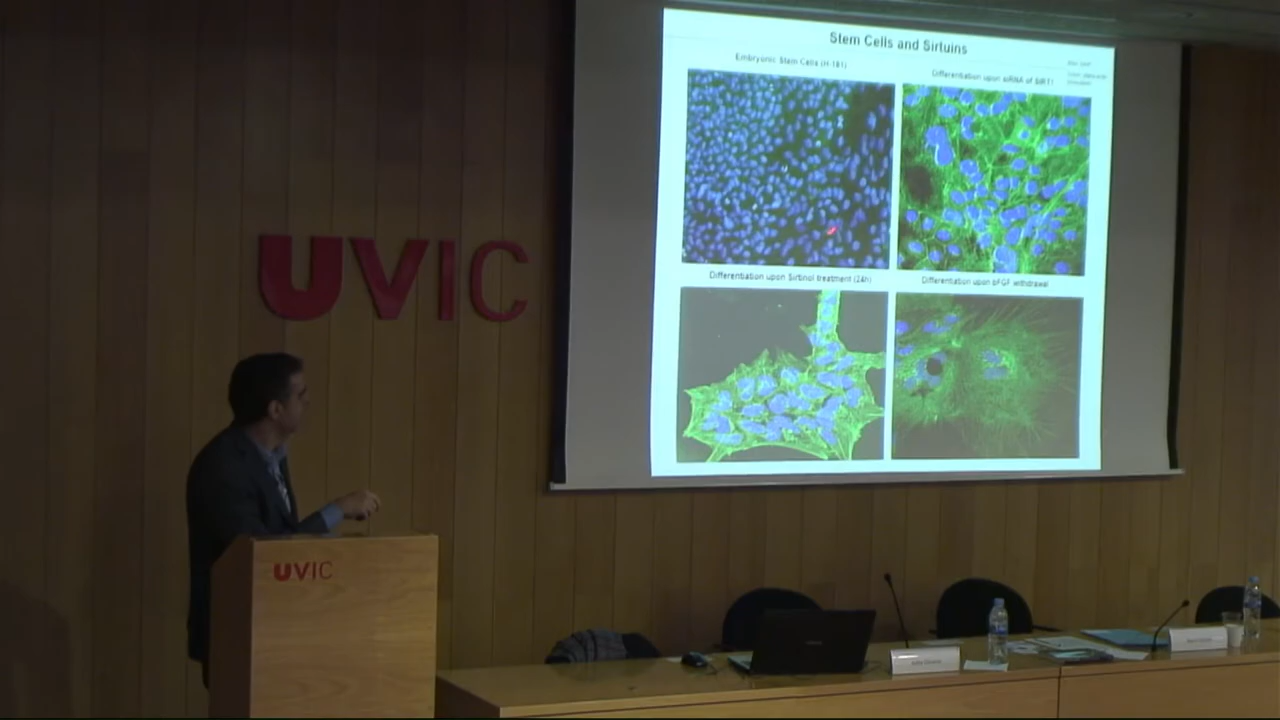 Stem Cells and Sirtuins
Embryonic Stem Cells (H-181)
Differentiation upon siRNA of SIRT1
Differentiation upon Sirtinol treatment (24h)
Differentiation upon bFGF withdrawal
UVIC
UVIC